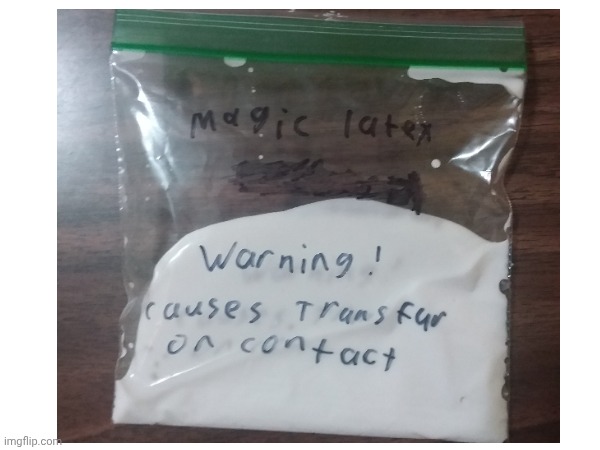 Magic latex
Warning!
causes Transfur
on contact
imgflip.com